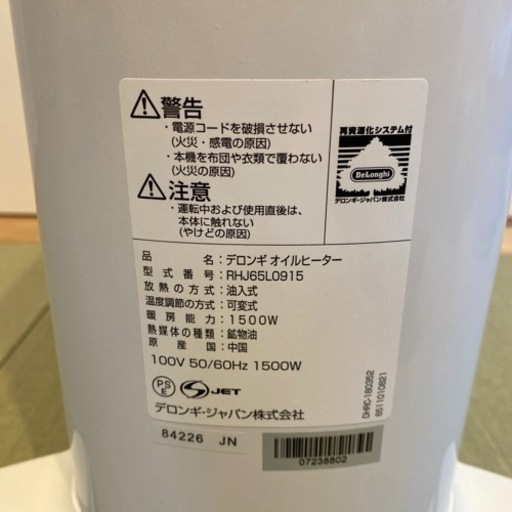 警告
・電源コードを破損させない
(火災・感電の原因)
・本機を布団や衣類で覆わない
(火災の原因)
注意
・運転中および使用直後は、
本体に触れない
(やけどの原因)
再資源化システム付
DeLonghi
デロンギ・ジャパン株式会社
品 名：デロンギ オイルヒーター
型式番号：RHJ65L0915
放熱の方式：油入式
温度調節の方式：可変式
暖房能力：1500W
熱媒体の種類：鉱物油
原産国：中国
100V 50/60Hz 1500W
PS
E
S JET
デロンギ・ジャパン株式会社
DHRC-180352
6511010821
84226 JN
07238802